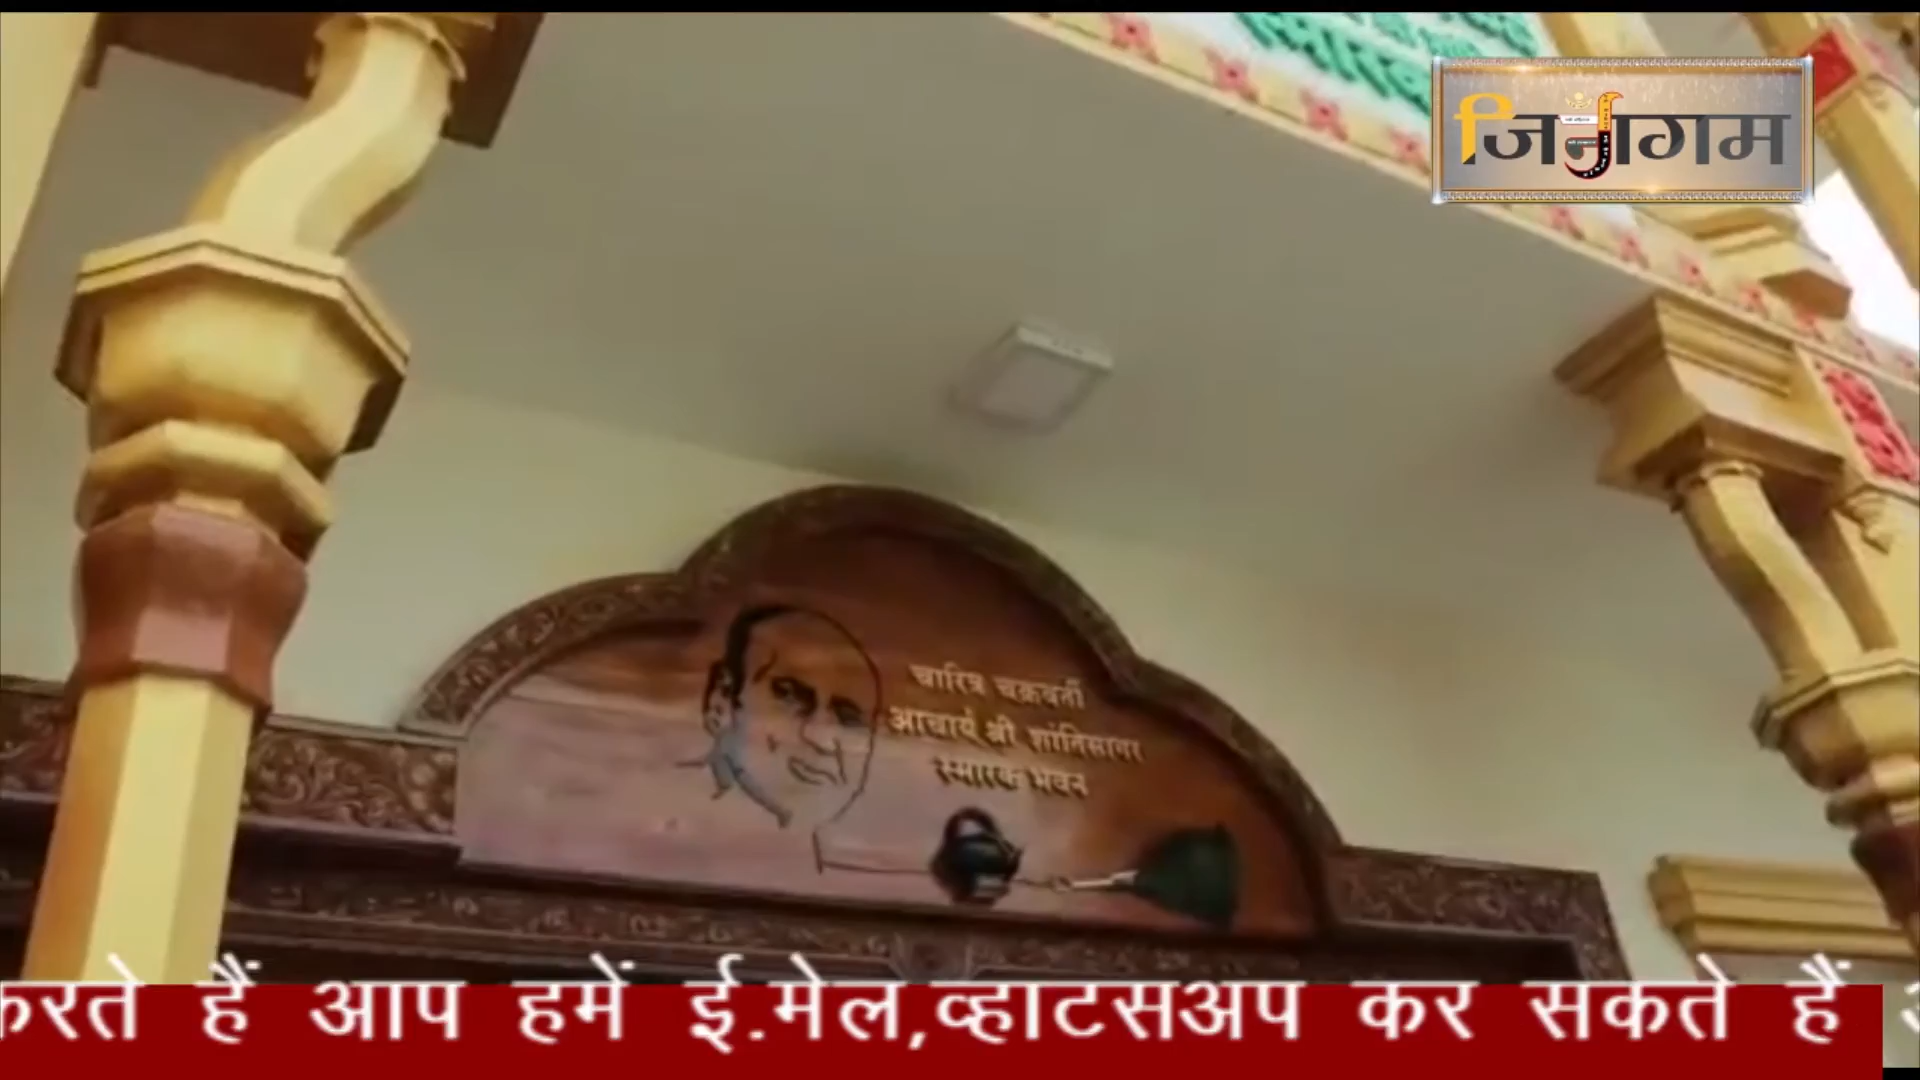 जिनागम
चारित्र चक्रवर्ती
आचार्य श्री शांतिसागर
स्मारक भवन
करते हैं आप हमें ई.मेल,व्हाटसअप कर सकते हैं